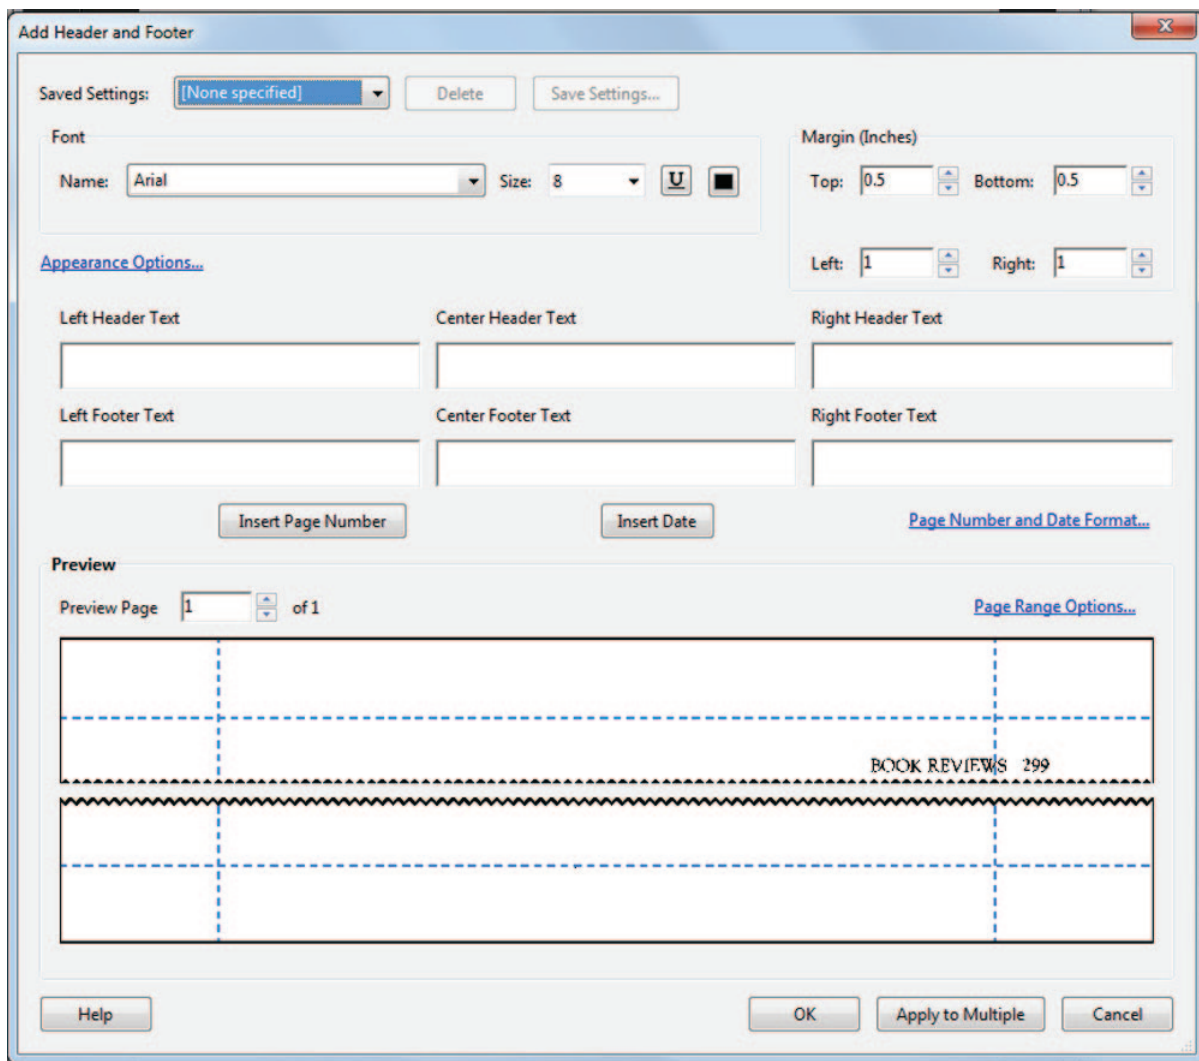 Add Header and Footer
Saved Settings: [None specified] Delete Save Settings...
Font
Margin (Inches)
Name: Arial Size: 8 U
Top: 0.5 Bottom: 0.5
Appearance Options...
Left: 1 Right: 1
Left Header Text Center Header Text Right Header Text
Left Footer Text Center Footer Text Right Footer Text
Insert Page Number Insert Date Page Number and Date Format...
Preview
Preview Page 1 of 1 Page Range Options...
BOOK REVIEWS 299
Help OK Apply to Multiple Cancel